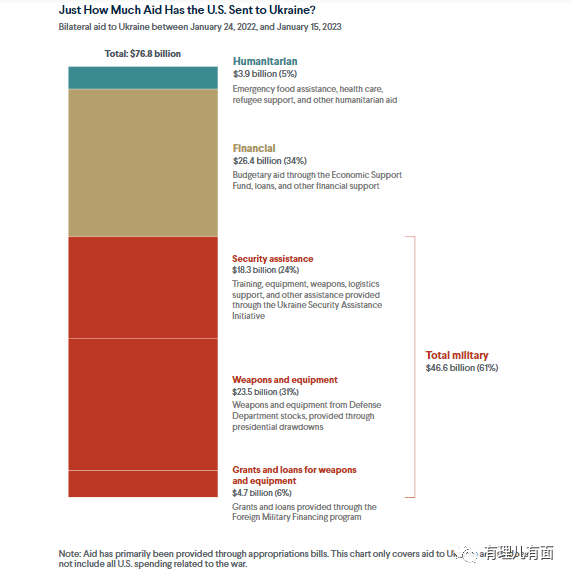 Just How Much Aid Has the U.S. Sent to Ukraine?
Bilateral aid to Ukraine between January 24, 2022, and January 15, 2023
Total: $76.8 billion
Humanitarian
$3.9 billion (5%)
Emergency food assistance, health care,
refugee support, and other humanitarian aid
Financial
$26.4 billion (34%)
Budgetary aid through the Economic Support
Fund, loans, and other financial support
Security assistance
$18.3 billion (24%)
Training, equipment, weapons, logistics
support, and other assistance provided
through the Ukraine Security Assistance
Initiative
Total military
$46.6 billion (61%)
Weapons and equipment
$23.5 billion (31%)
Weapons and equipment from Defense
Department stocks, provided through
presidential drawdowns
Grants and loans for weapons
and equipment
$4.7 billion (6%)
Grants and loans provided through the
Foreign Military Financing program
Note: Aid has primarily been provided through appropriations bills. This chart only covers aid to
not include all U.S. spending related to the war.
有理儿有面